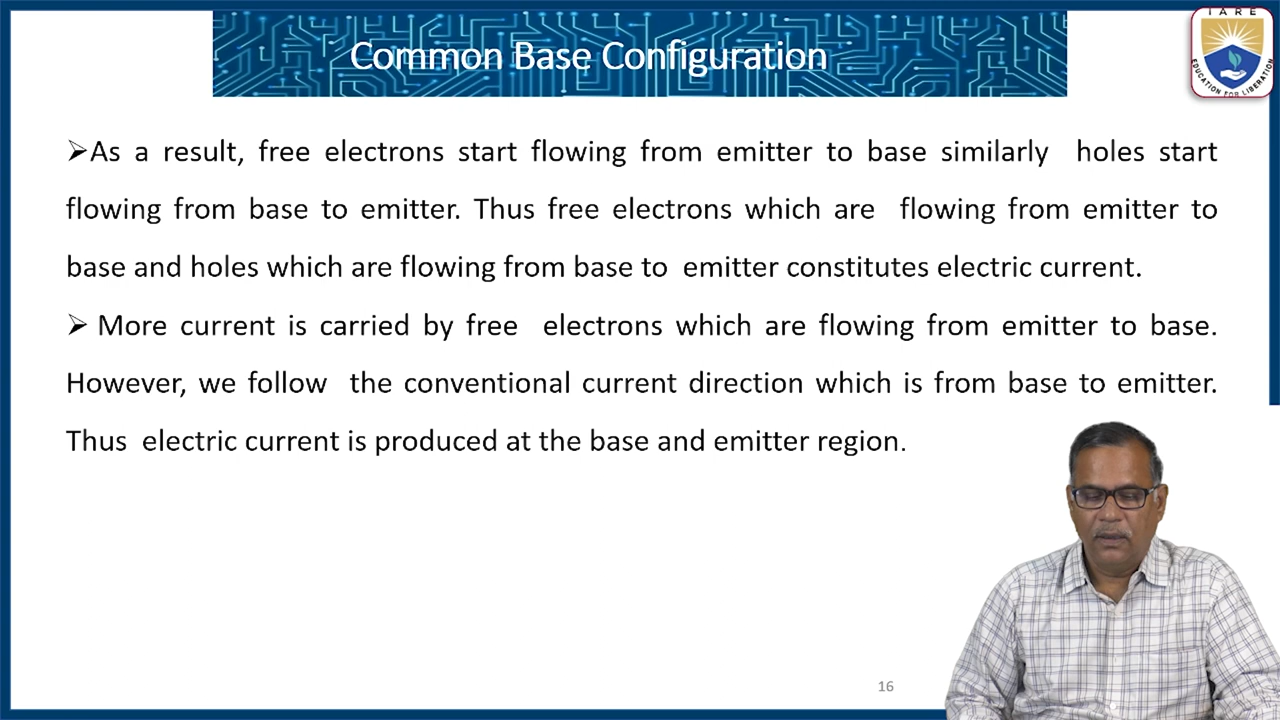 Common Base Configuration
IARE
EDUCATION FOR LIBERATION
➢As a result, free electrons start flowing from emitter to base similarly holes start
flowing from base to emitter. Thus free electrons which are flowing from emitter to
base and holes which are flowing from base to emitter constitutes electric current.
➢ More current is carried by free electrons which are flowing from emitter to base.
However, we follow the conventional current direction which is from base to emitter.
Thus electric current is produced at the base and emitter region.
16